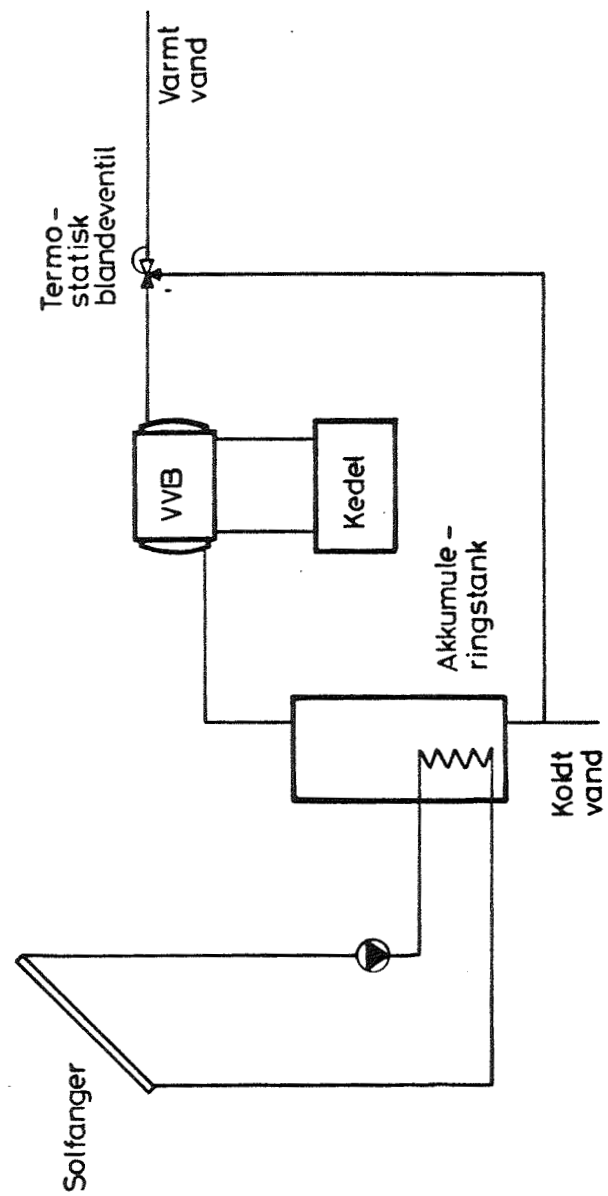 Solfanger
Koldt
vand
Akkumule-
ringstank
VVB
Kedel
Termo-
statisk
blandeventil
Varmt
vand